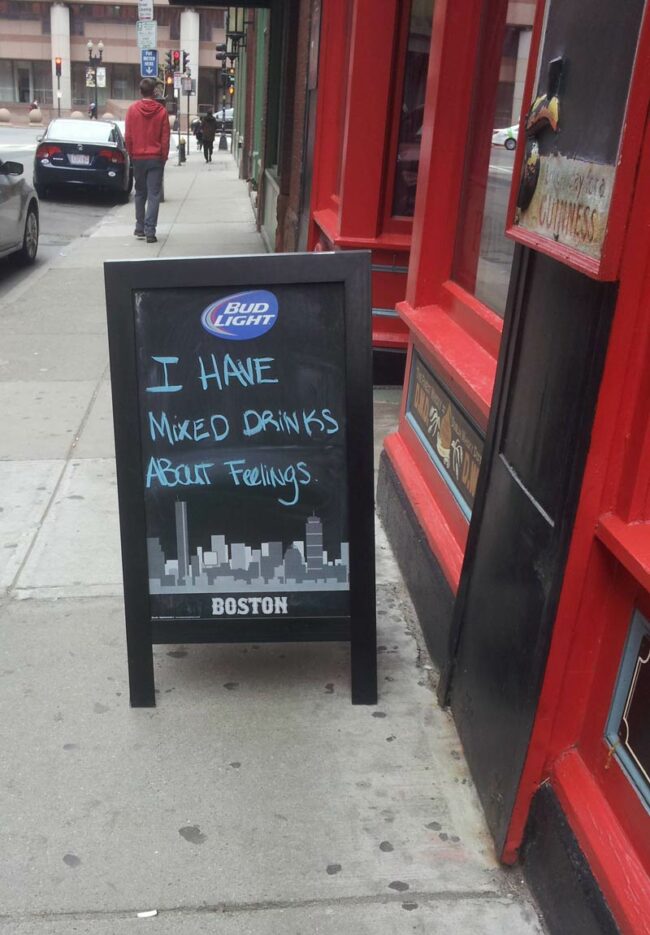 BUD
LIGHT
I HAVE
MIXED DRINKS
ABOUT FEELINGS.
BOSTON
GUINNESS